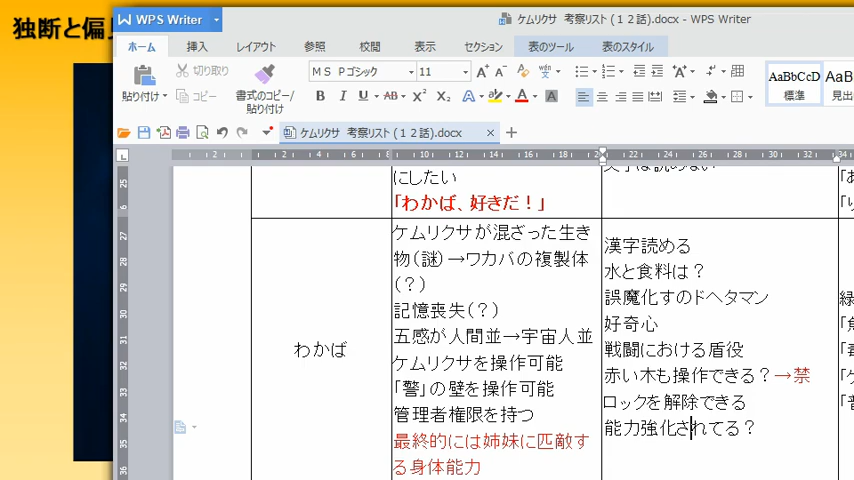 独断と偏
WPS Writer
ケムリクサ 考察リスト(12話).docx - WPS Writer
ホーム 挿入 レイアウト 参照 校閲 表示 セクション 表のツール 表のスタイル
貼り付け 切り取り コピー 書式のコピー/貼り付け
MS Pゴシック 11
AaBbCcD 標準 AaBb 見出
ケムリクサ 考察リスト(12話).docx
にしたい
「わかば、好きだ!」
わかば
ケムリクサが混ざった生き
物(謎)→ワカバの複製体
(?)
記憶喪失(?)
五感が人間並→宇宙人並
ケムリクサを操作可能
「警」の壁を操作可能
管理者権限を持つ
最終的には姉妹に匹敵す
る身体能力
漢字読める
水と食料は?
誤魔化すのドヘタマン
好奇心
戦闘における盾役
赤い木も操作できる?→禁
ロックを解除できる
能力強化されてる?